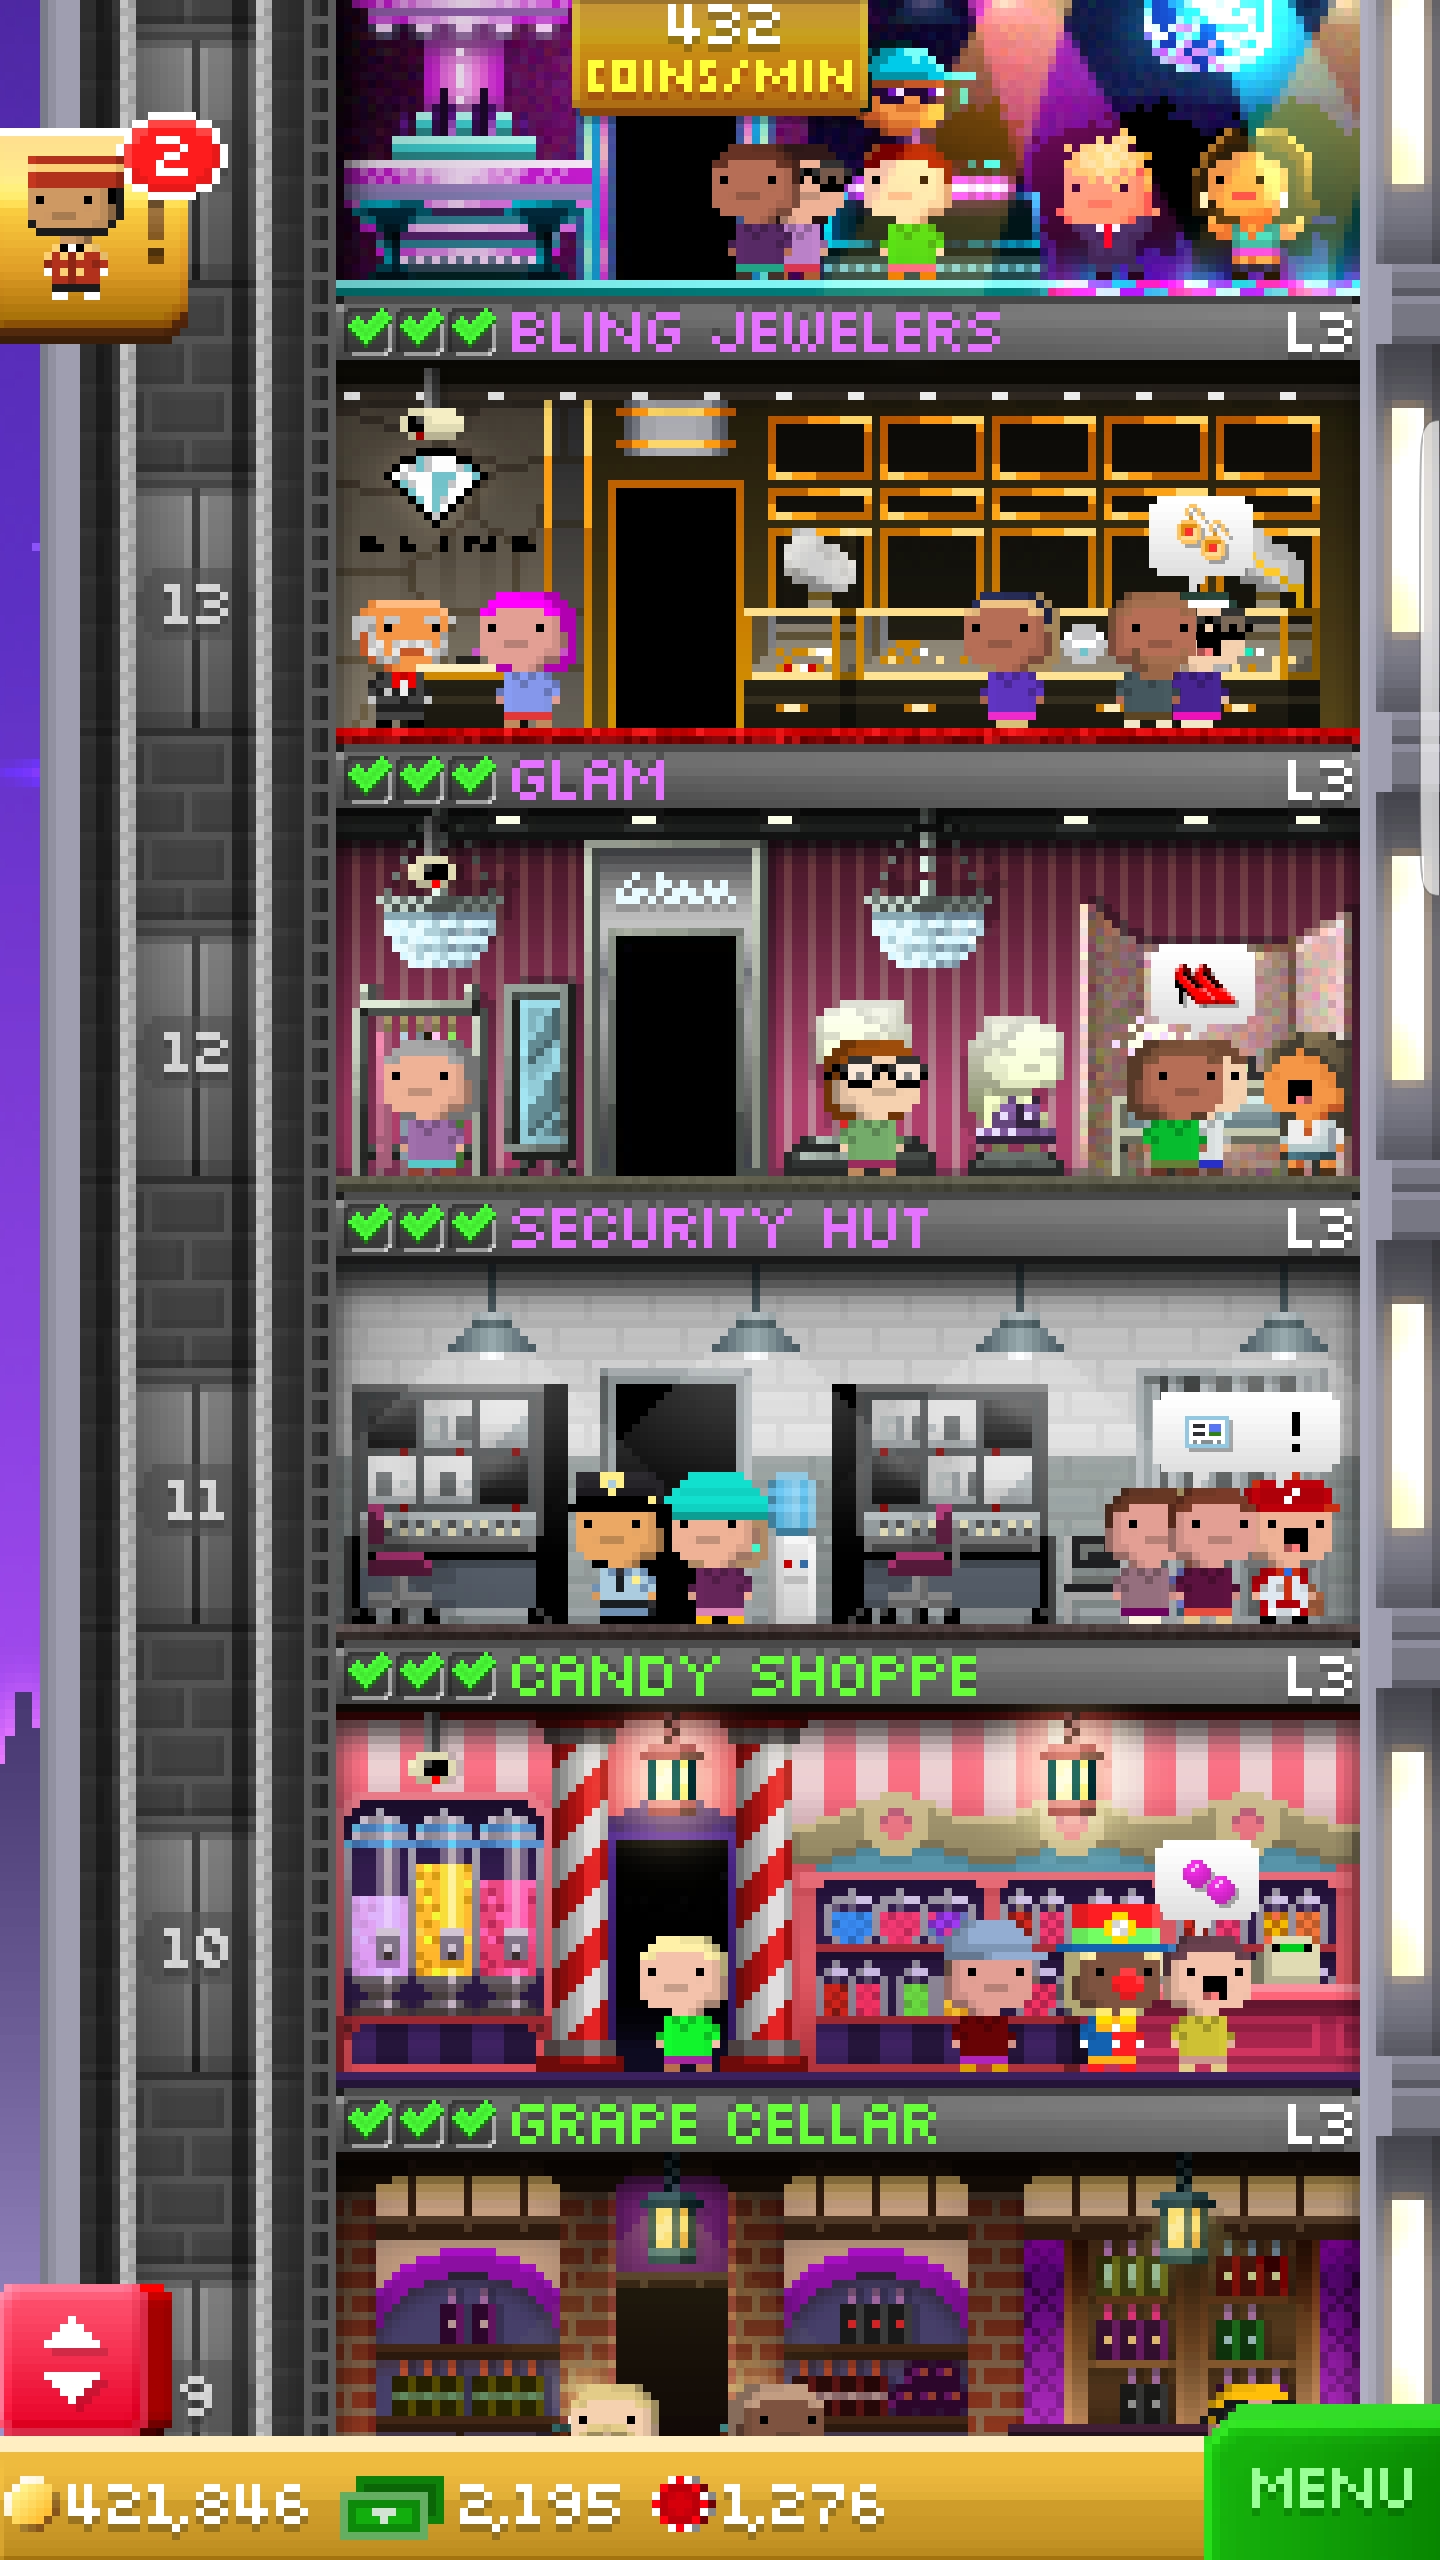 432
COINS/MIN
2
!
BLING JEWELERS L3
BLING
13
GLAM L3
Glam
12
SECURITY HUT L3
!
11
CANDY SHOPPE L3
10
GRAPE CELLAR L3
9
421,846 2,195 1,276 MENU